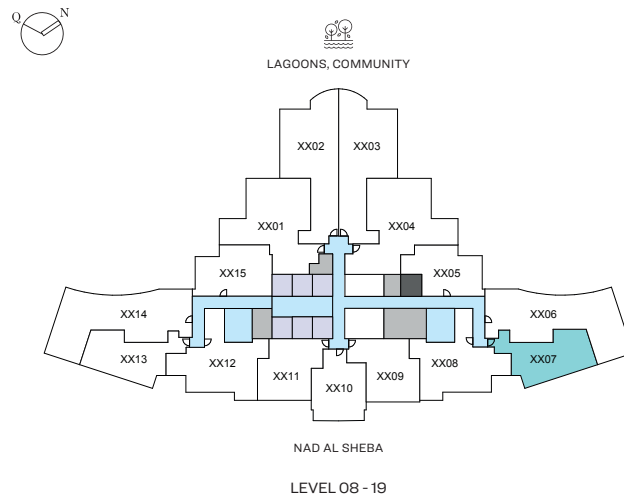 Q N
LAGOONS, COMMUNITY
XX02 XX03
XX01 XX04
XX15 XX05
XX14 XX06
XX13 XX12 XX11 XX10 XX09 XX08 XX07
NAD AL SHEBA
LEVEL 08 - 19